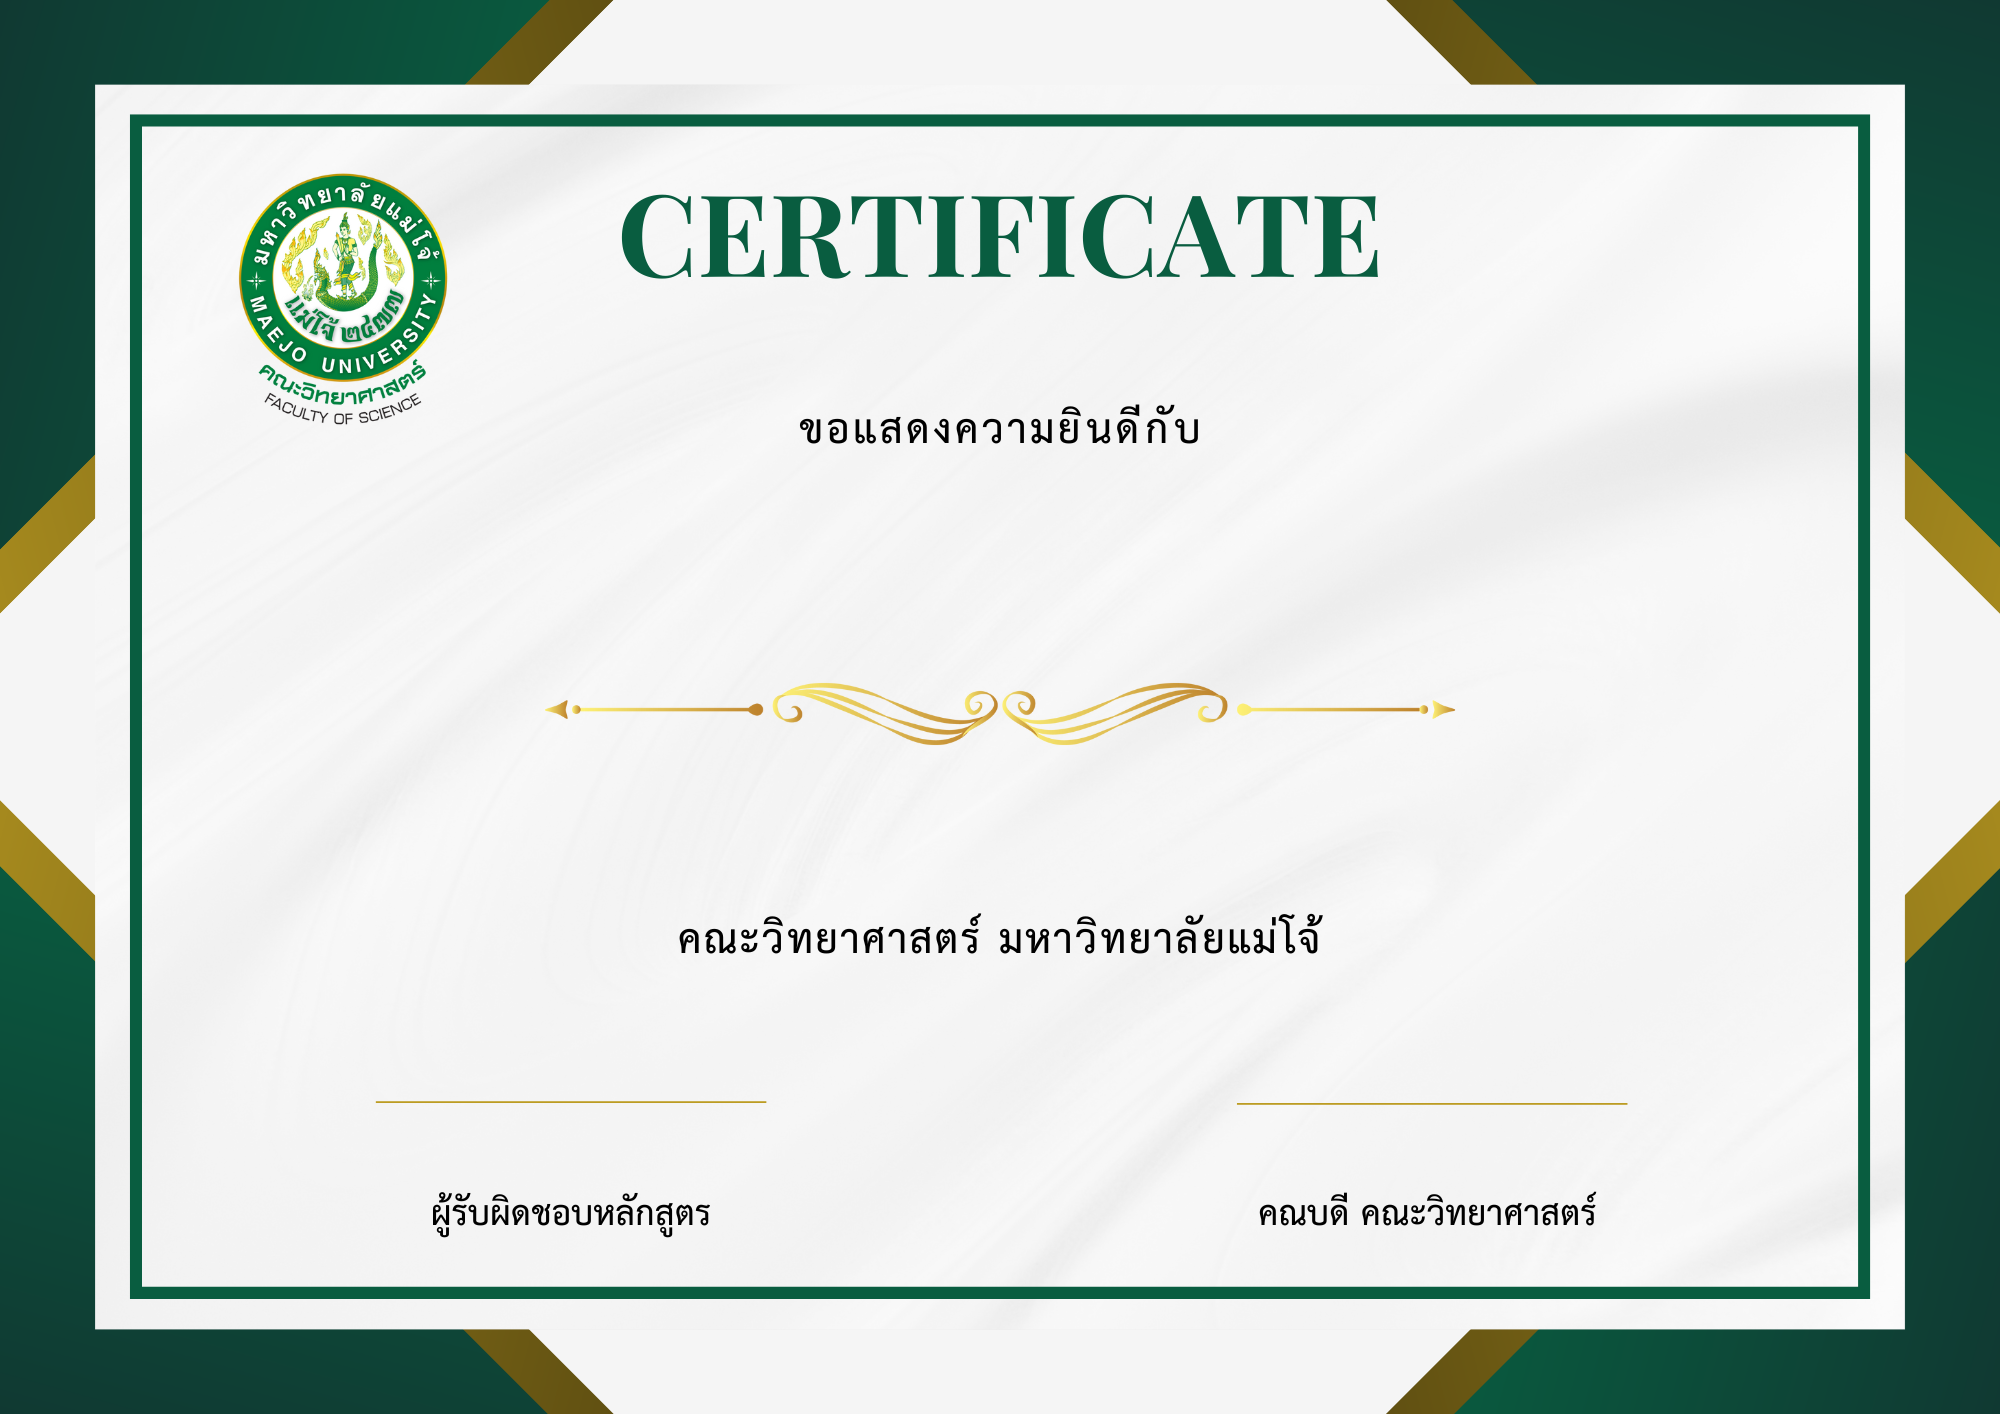 มหาวิทยาลัยแม่โจ้
แม่โจ้ ๒๔๗๗
MAEJO UNIVERSITY
คณะวิทยาศาสตร์
FACULTY OF SCIENCE
CERTIFICATE
ขอแสดงความยินดีกับ
คณะวิทยาศาสตร์ มหาวิทยาลัยแม่โจ้
ผู้รับผิดชอบหลักสูตร
คณบดี คณะวิทยาศาสตร์